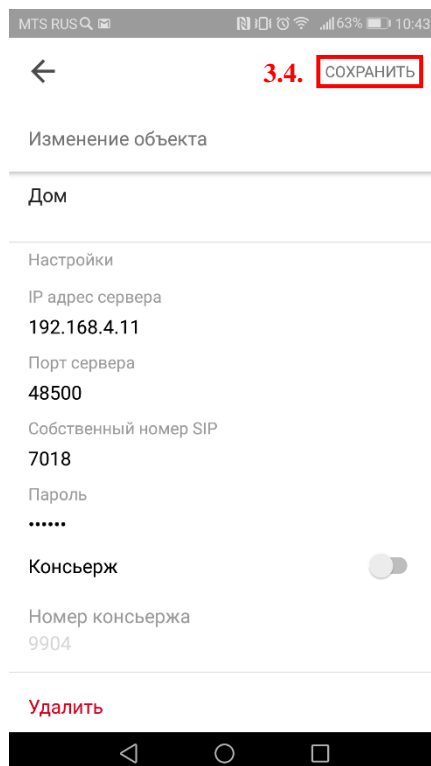 MTS RUS 63% 10:43
3.4. СОХРАНИТЬ
Изменение объекта
Дом
Настройки
IP адрес сервера
192.168.4.11
Порт сервера
48500
Собственный номер SIP
7018
Пароль
••••••
Консьерж
Номер консьержа
9904
Удалить